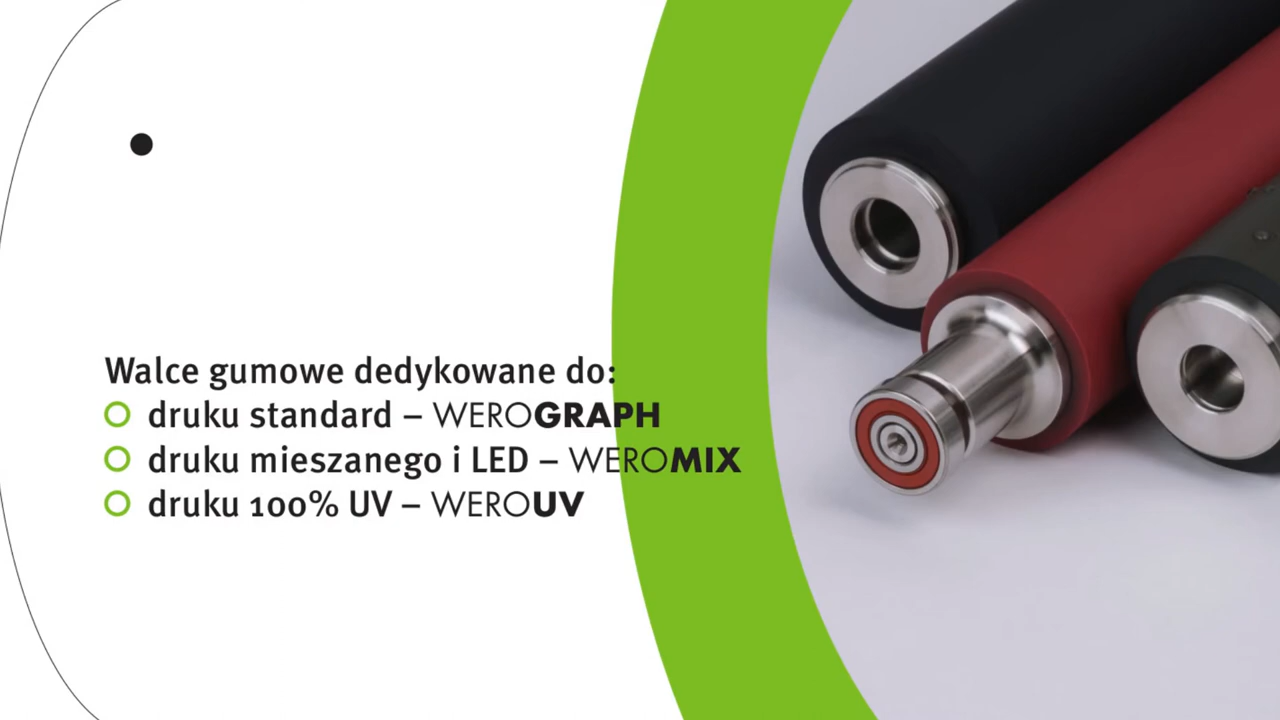 Walce gumowe dedykowane do:
druku standard – WEROGRAPH
druku mieszanego i LED – WEROMIX
druku 100% UV – WEROUV